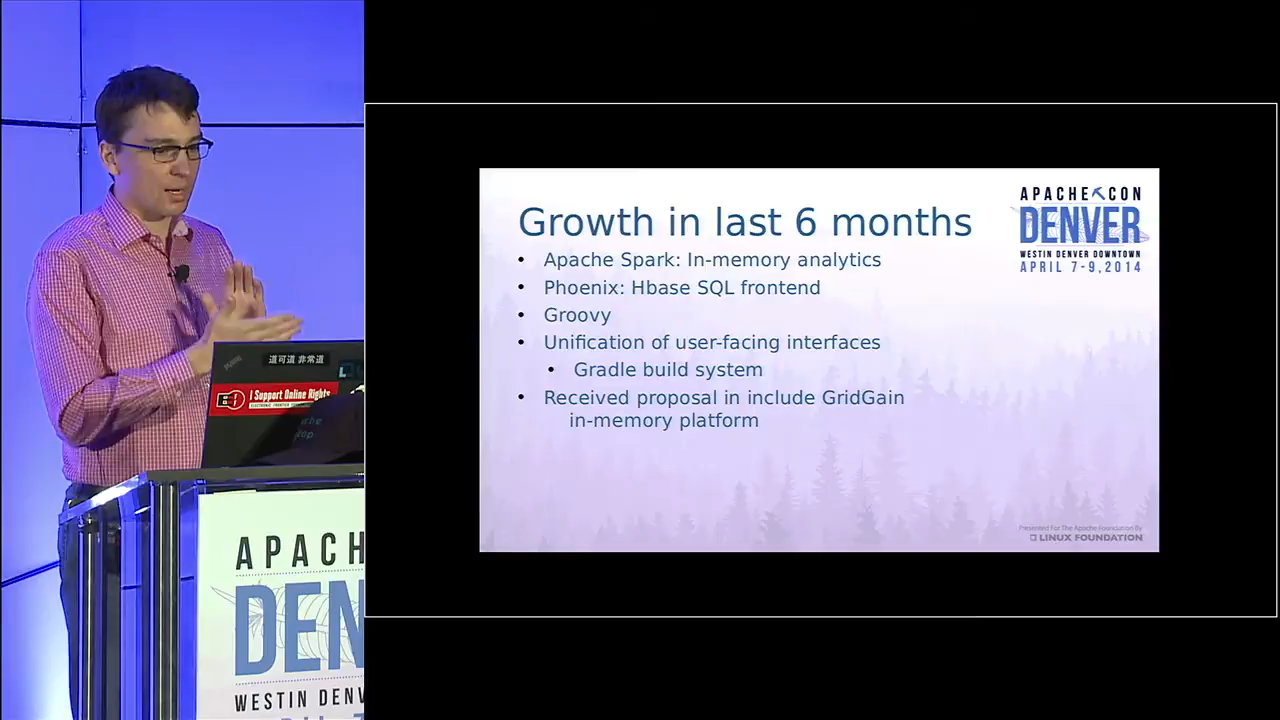 Growth in last 6 months
• Apache Spark: In-memory analytics
• Phoenix: Hbase SQL frontend
• Groovy
• Unification of user-facing interfaces
• Gradle build system
• Received proposal in include GridGain
in-memory platform
APACHE CON
DENVER
WESTIN DENVER DOWNTOWN
APRIL 7-9, 2014
Presented For The Apache Foundation By
LINUX FOUNDATION
道可道 非常道
I Support Online Rights
APACH
DEN
WESTIN DENV